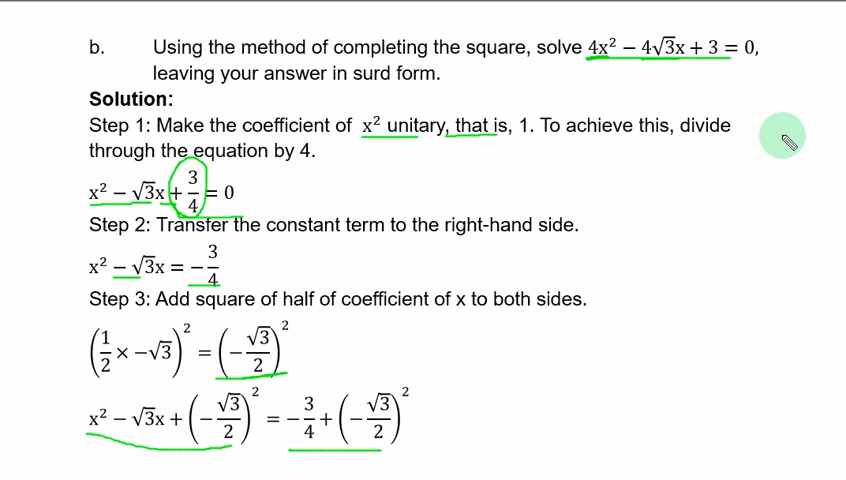 b. Using the method of completing the square, solve 4x² − 4√3x + 3 = 0,
leaving your answer in surd form.
Solution:
Step 1: Make the coefficient of x² unitary, that is, 1. To achieve this, divide
through the equation by 4.
x² − √3x + 3/4 = 0
Step 2: Transfer the constant term to the right-hand side.
x² − √3x = −3/4
Step 3: Add square of half of coefficient of x to both sides.
(1/2 × −√3)² = (−√3/2)²
x² − √3x + (−√3/2)² = −3/4 + (−√3/2)²